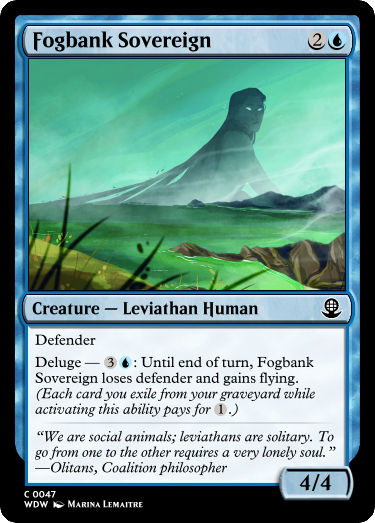 Fogbank Sovereign 2
Creature — Leviathan Human
Defender
Deluge — 3 : Until end of turn, Fogbank
Sovereign loses defender and gains flying.
(Each card you exile from your graveyard while
activating this ability pays for 1.)
“We are social animals; leviathans are solitary. To
go from one to the other requires a very lonely soul.”
—Olitans, Coalition philosopher
4/4
C 0047
WDW Marina Lemaitre